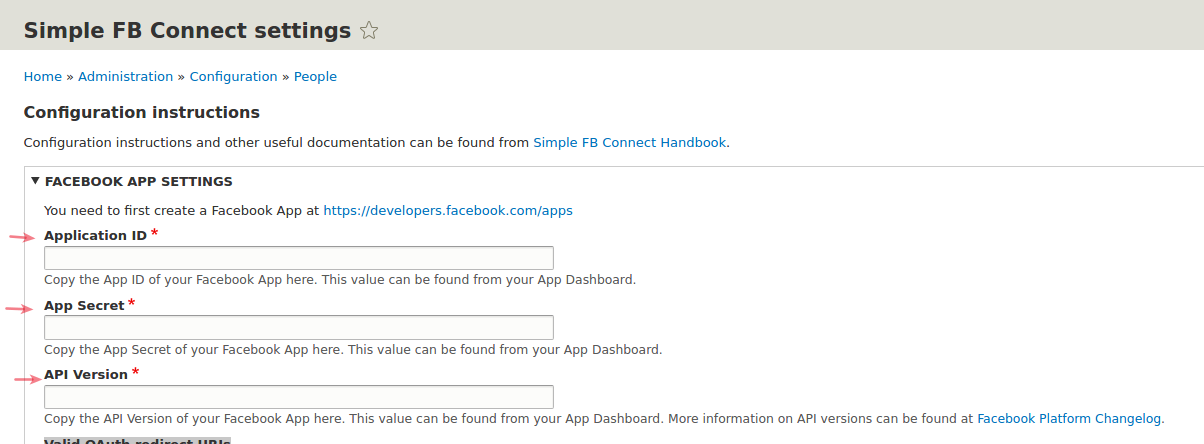 Simple FB Connect settings
Home » Administration » Configuration » People
Configuration instructions
Configuration instructions and other useful documentation can be found from Simple FB Connect Handbook.
FACEBOOK APP SETTINGS
You need to first create a Facebook App at https://developers.facebook.com/apps
Application ID *
Copy the App ID of your Facebook App here. This value can be found from your App Dashboard.
App Secret *
Copy the App Secret of your Facebook App here. This value can be found from your App Dashboard.
API Version *
Copy the API Version of your Facebook App here. This value can be found from your App Dashboard. More information on API versions can be found at Facebook Platform Changelog.
Valid OAuth redirect URIs